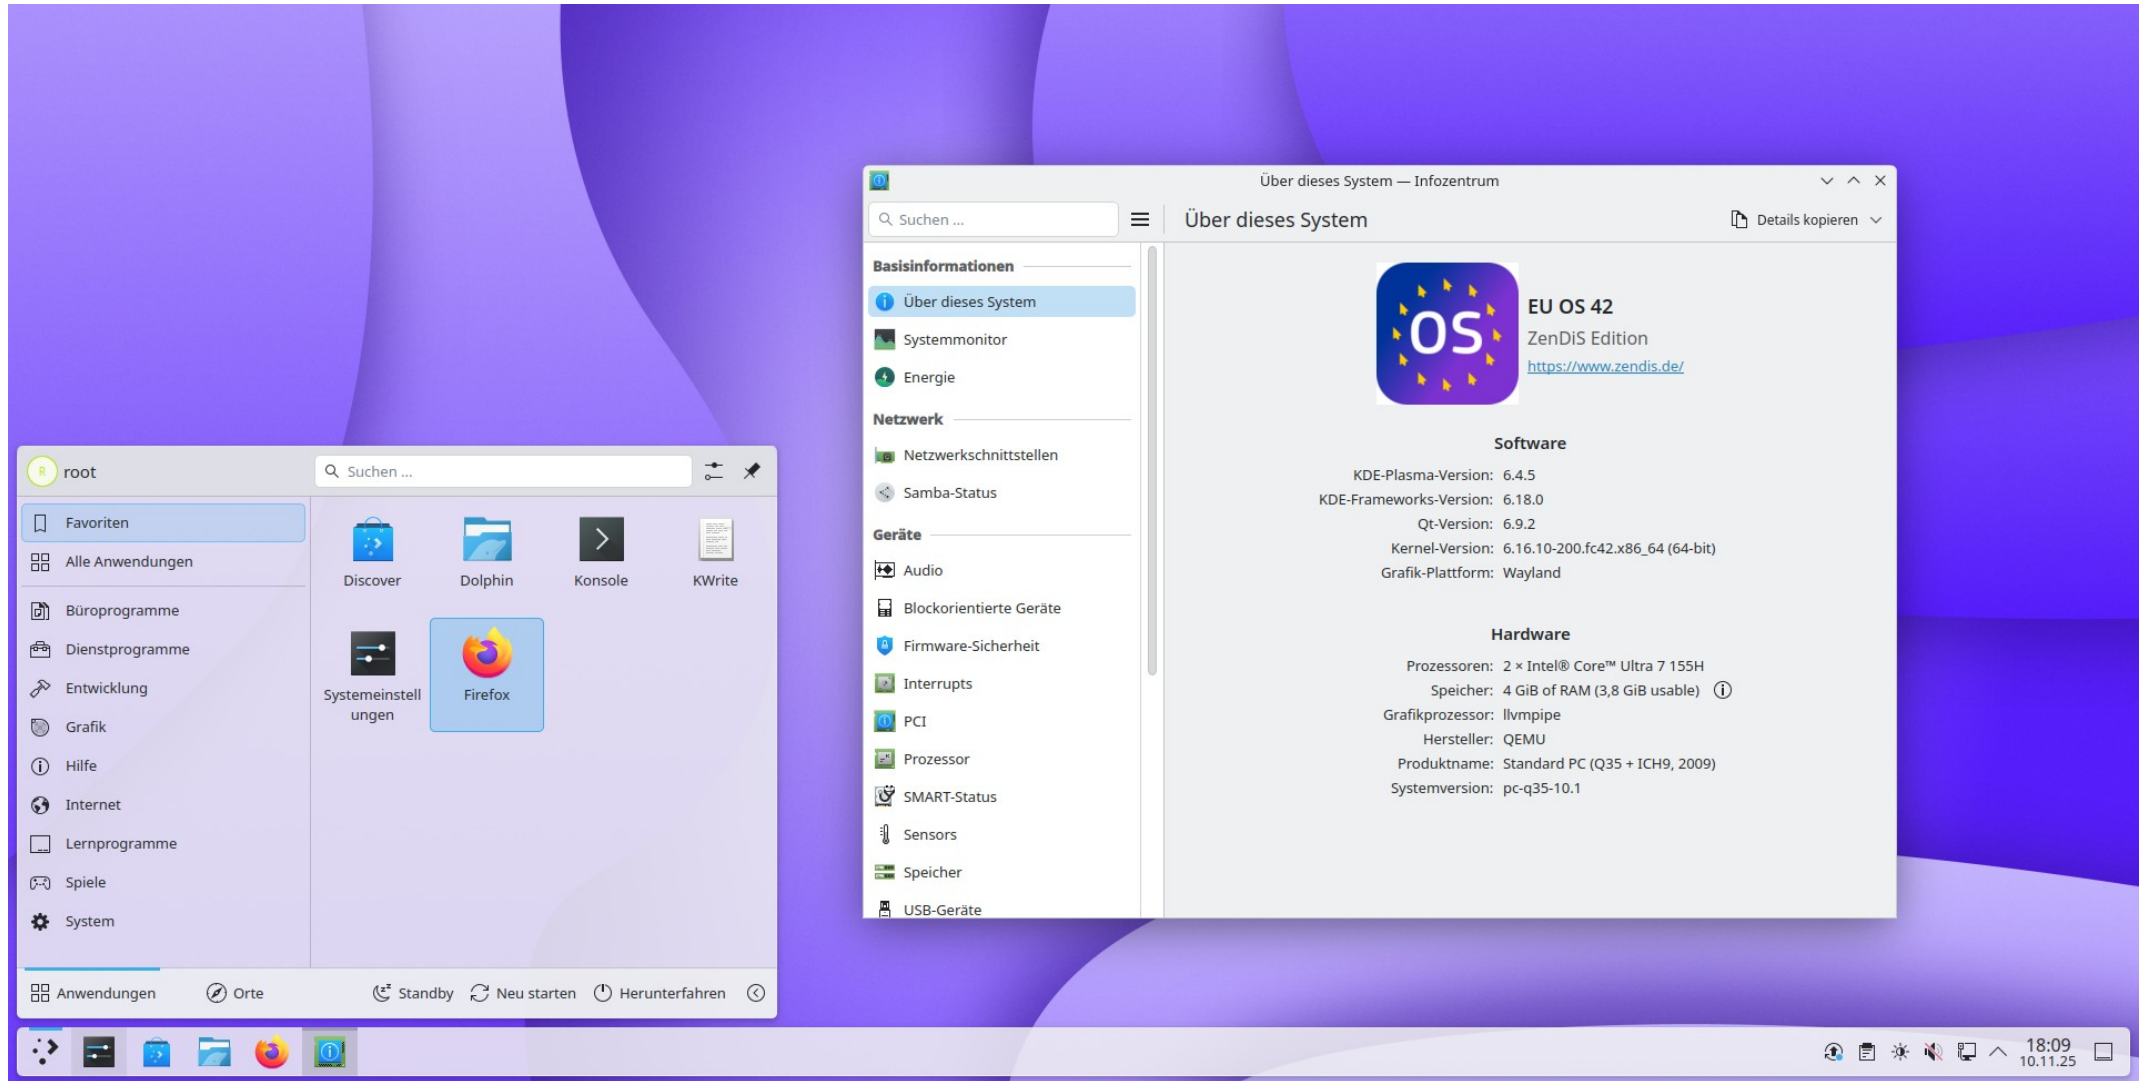 Über dieses System — Infozentrum
Suchen ...
Über dieses System
Details kopieren
Basisinformationen
Über dieses System
Systemmonitor
Energie
Netzwerk
Netzwerkschnittstellen
Samba-Status
Geräte
Audio
Blockorientierte Geräte
Firmware-Sicherheit
Interrupts
PCI
Prozessor
SMART-Status
Sensors
Speicher
USB-Geräte
OS
EU OS 42
ZenDiS Edition
https://www.zendis.de/
Software
KDE-Plasma-Version: 6.4.5
KDE-Frameworks-Version: 6.18.0
Qt-Version: 6.9.2
Kernel-Version: 6.16.10-200.fc42.x86_64 (64-bit)
Grafik-Plattform: Wayland
Hardware
Prozessoren: 2 × Intel® Core™ Ultra 7 155H
Speicher: 4 GiB of RAM (3,8 GiB usable)
Grafikprozessor: llvmpipe
Hersteller: QEMU
Produktname: Standard PC (Q35 + ICH9, 2009)
Systemversion: pc-q35-10.1
R
root
Suchen ...
Favoriten
Alle Anwendungen
Büroprogramme
Dienstprogramme
Entwicklung
Grafik
Hilfe
Internet
Lernprogramme
Spiele
System
Discover
Dolphin
Konsole
KWrite
Systemeinstell
ungen
Firefox
Anwendungen
Orte
Standby
Neu starten
Herunterfahren
18:09
10.11.25